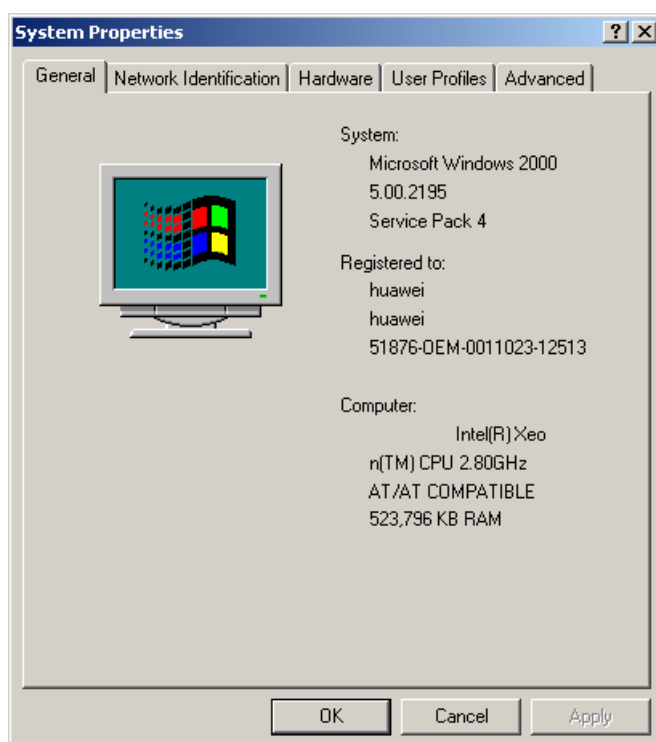 System Properties
General Network Identification Hardware User Profiles Advanced
System:
Microsoft Windows 2000
5.00.2195
Service Pack 4
Registered to:
huawei
huawei
51876-OEM-0011023-12513
Computer:
Intel(R) Xeo
n(TM) CPU 2.80GHz
AT/AT COMPATIBLE
523,796 KB RAM
OK Cancel Apply